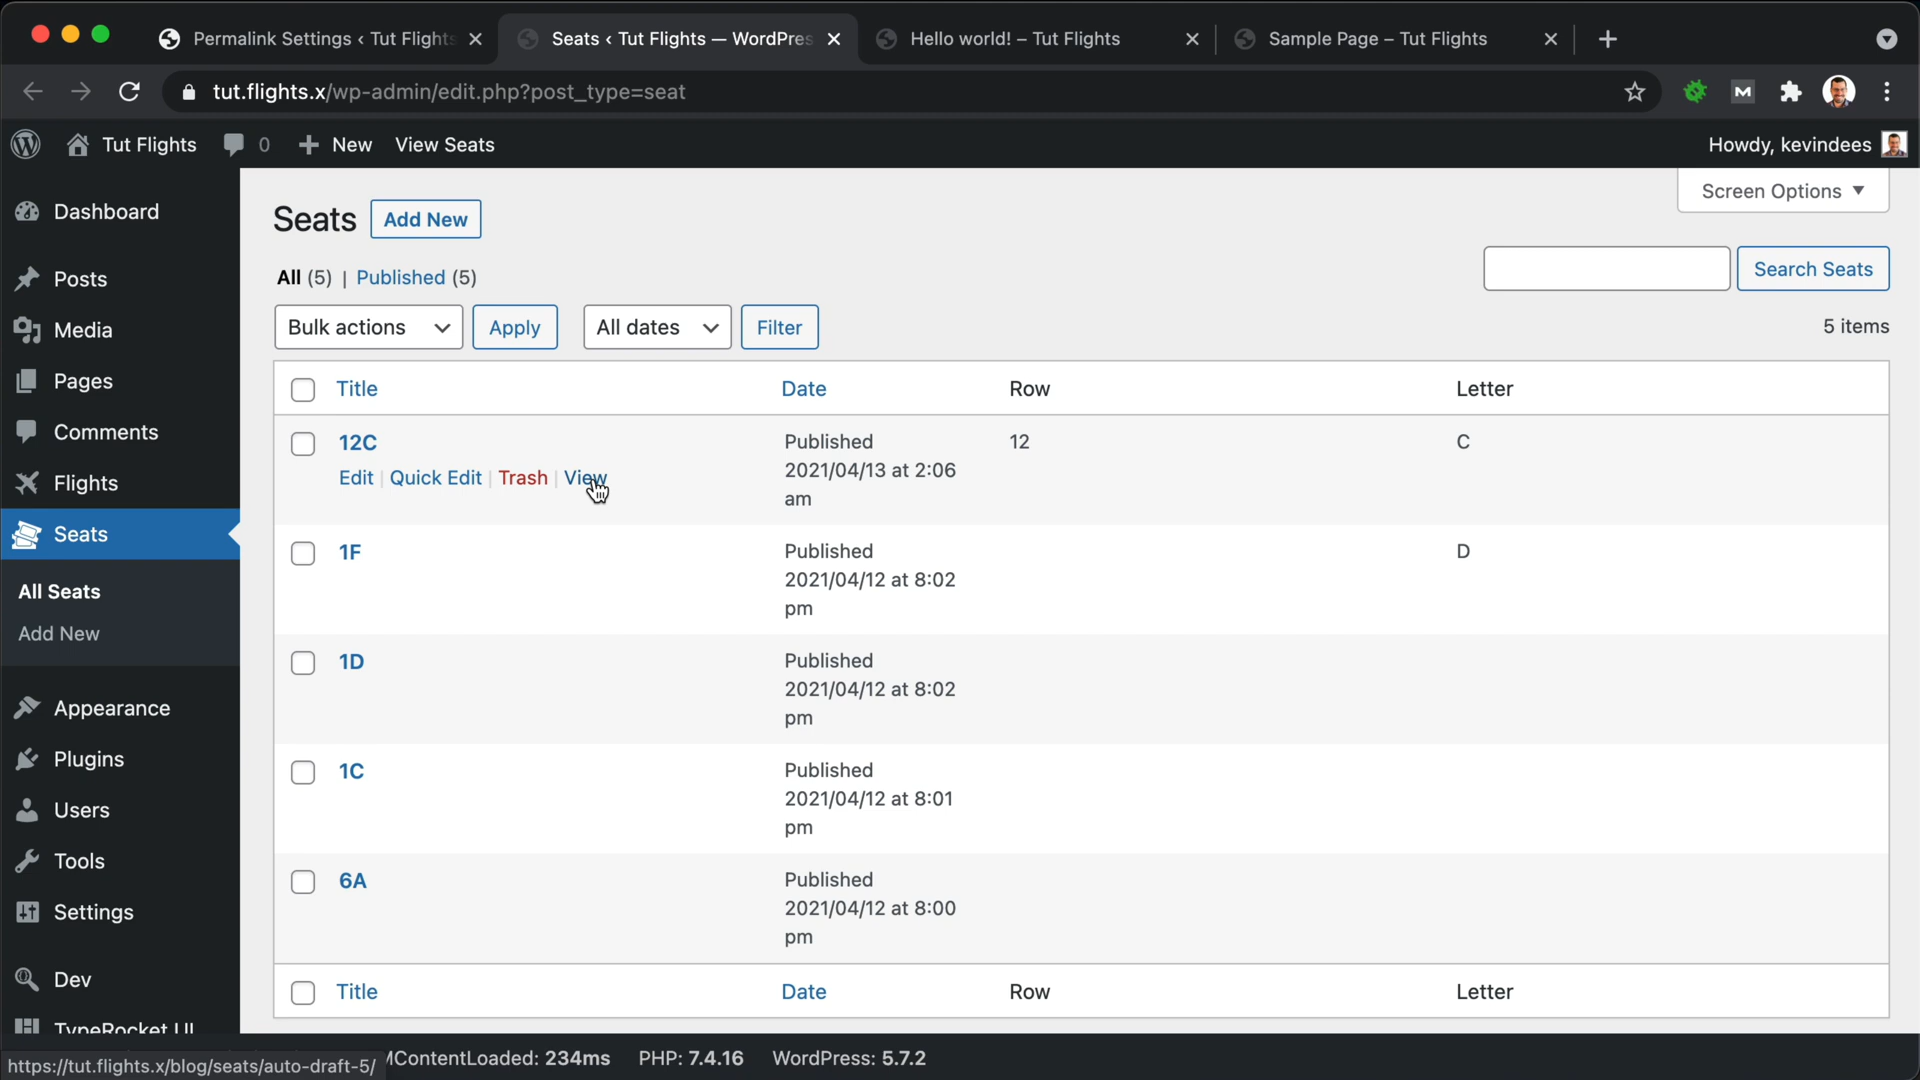 Permalink Settings ‹ Tut Flights
Seats ‹ Tut Flights — WordPres
Hello world! – Tut Flights
Sample Page – Tut Flights
tut.flights.x/wp-admin/edit.php?post_type=seat
M
Tut Flights
0
New
View Seats
Howdy, kevindees
Dashboard
Posts
Media
Pages
Comments
Flights
Seats
All Seats
Add New
Appearance
Plugins
Users
Tools
Settings
Dev
TypeRocket UI
Screen Options
Seats
Add New
All (5) | Published (5)
Search Seats
Bulk actions
Apply
All dates
Filter
5 items
Title Date Row Letter
12C
Edit | Quick Edit | Trash | View
Published
2021/04/13 at 2:06
am
12
C
1F
Published
2021/04/12 at 8:02
pm
D
1D
Published
2021/04/12 at 8:02
pm
1C
Published
2021/04/12 at 8:01
pm
6A
Published
2021/04/12 at 8:00
pm
Title Date Row Letter
https://tut.flights.x/blog/seats/auto-draft-5/
MContentLoaded: 234ms PHP: 7.4.16 WordPress: 5.7.2